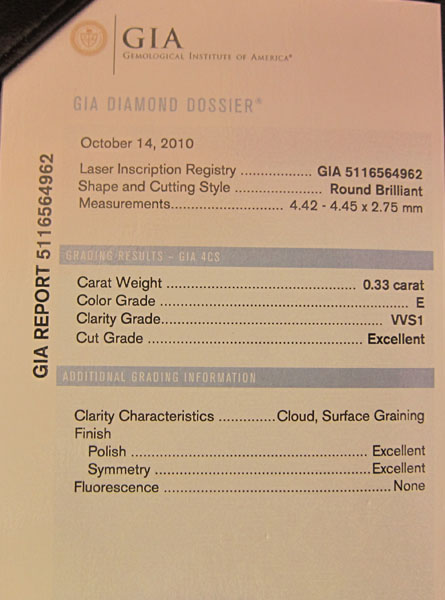 GIA
GEMOLOGICAL INSTITUTE OF AMERICA®
GIA DIAMOND DOSSIER®
October 14, 2010
Laser Inscription Registry .................. GIA 5116564962
Shape and Cutting Style ...................... Round Brilliant
Measurements............................ 4.42 - 4.45 x 2.75 mm
GRADING RESULTS - GIA 4CS
Carat Weight ................................................ 0.33 carat
Color Grade .............................................................. E
Clarity Grade....................................................... VVS1
Cut Grade ...................................................... Excellent
ADDITIONAL GRADING INFORMATION
Clarity Characteristics .............Cloud, Surface Graining
Finish
Polish ......................................................... Excellent
Symmetry .....................................................Excellent
Fluorescence .......................................................None
GIA REPORT 5116564962